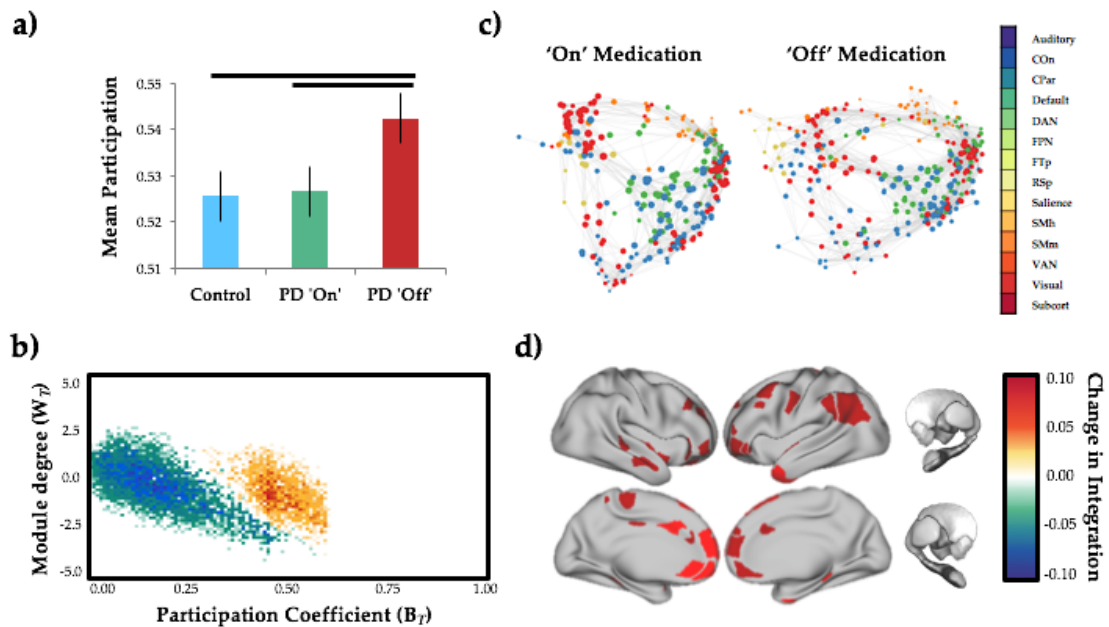 a)
Mean Participation
0.55
0.54
0.53
0.52
0.51
Control
PD 'On'
PD 'Off'
b)
Module degree (W_T)
5.0
2.5
0.0
-2.5
-5.0
0.00
0.25
0.50
0.75
1.00
Participation Coefficient (B_T)
c)
'On' Medication
'Off' Medication
Auditory
COn
CPar
Default
DAN
FPN
FTp
RSp
Salience
SMh
SMm
VAN
Visual
Subcort
d)
0.10
0.05
0.00
-0.05
-0.10
Change in Integration